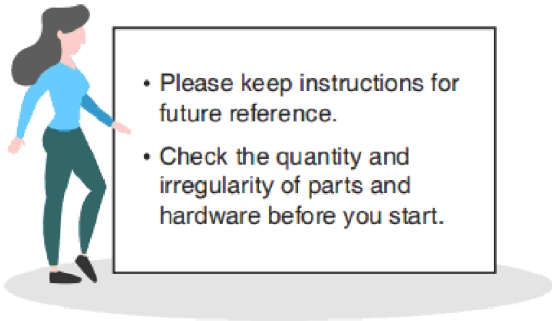 • Please keep instructions for
future reference.
• Check the quantity and
irregularity of parts and
hardware before you start.